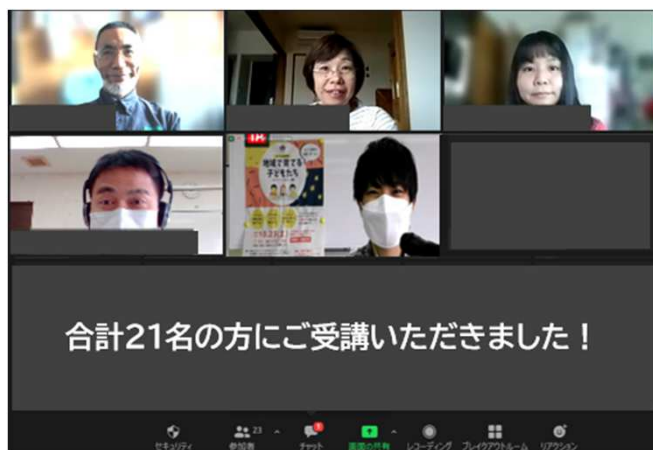 地域で育てる
子どもたち
合計21名の方にご受講いただきました！
セキュリティ
参加者
23
チャット
1
画面の共有
レコーディング
ブレイクアウトルーム
リアクション